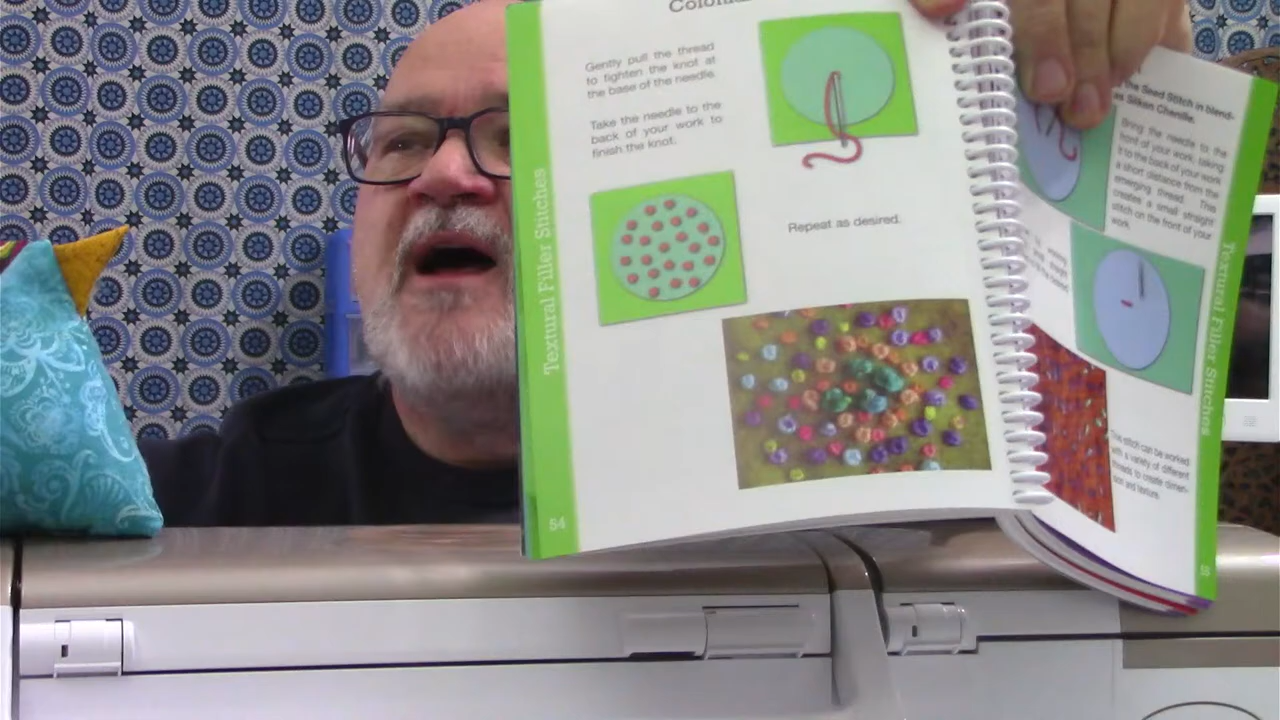 Gently pull the thread
to tighten the knot at
the base of the needle.
Take the needle to the
back of your work to
finish the knot.
Repeat as desired.
Textural Filler Stitches
54
the Seed Stitch in blend-
Silken Chenille.
Bring the needle to the
front of your work, taking
it to the back of your work
a short distance from the
emerging thread. This
creates a small straight
stitch on the front of your
work.
This stitch can be worked
with a variety of different
threads to create dimen-
sion and texture.
Textural Filler Stitches
55